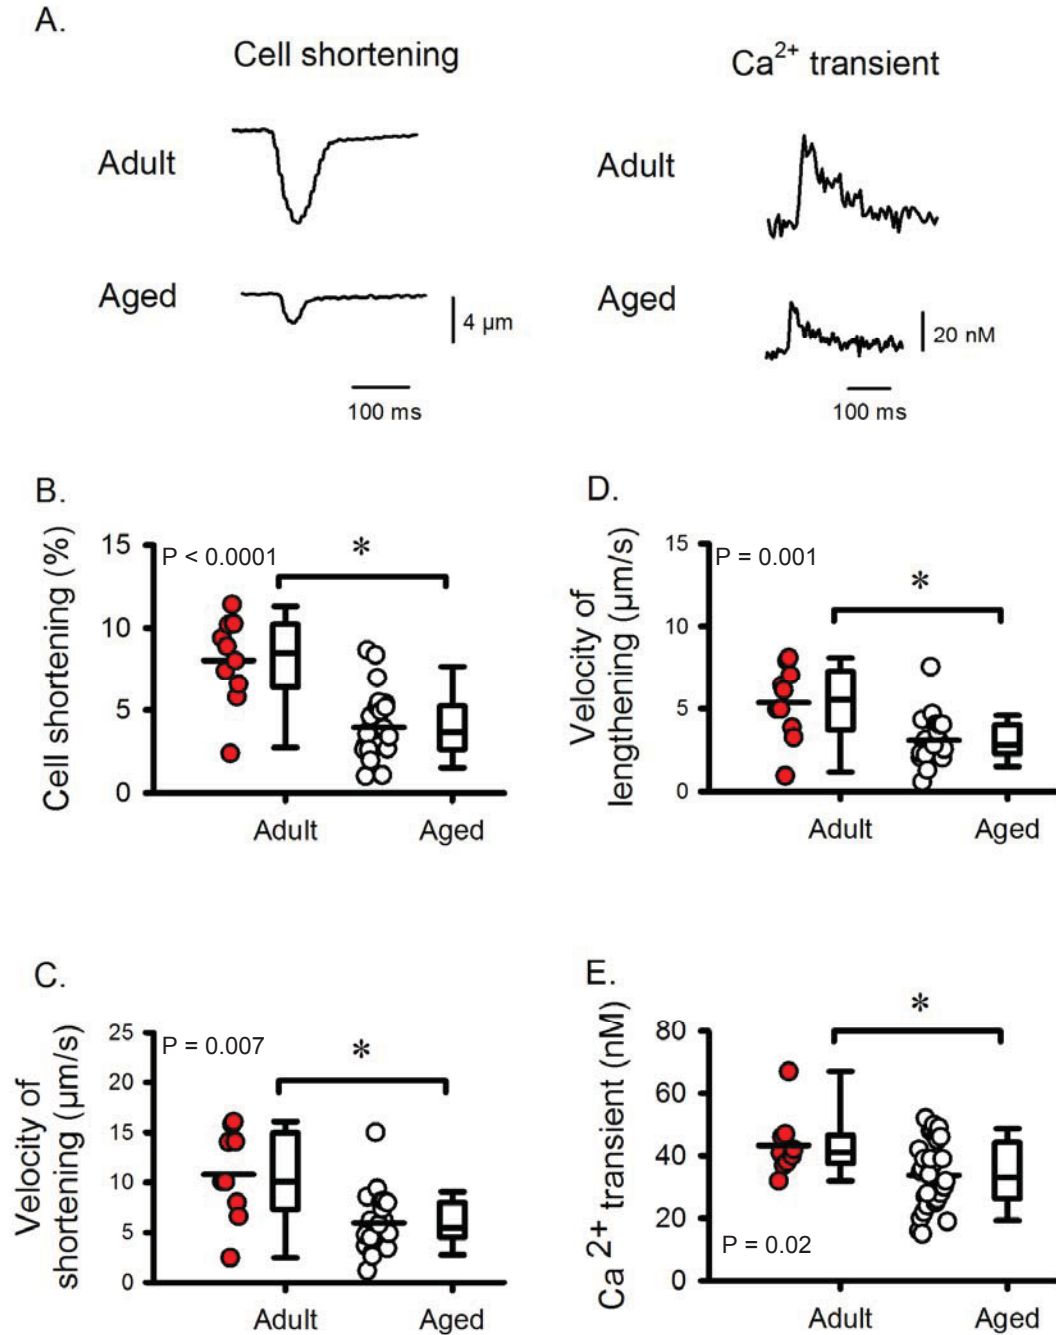 A.
Cell shortening
Ca2+ transient
Adult
Adult
Aged
Aged
4 µm
20 nM
100 ms
100 ms
B.
Cell shortening (%)
15
10
5
0
P < 0.0001
*
Adult
Aged
D.
Velocity of
lengthening (µm/s)
15
10
5
0
P = 0.001
*
Adult
Aged
C.
Velocity of
shortening (µm/s)
25
20
15
10
5
0
P = 0.007
*
Adult
Aged
E.
Ca 2+ transient (nM)
80
60
40
20
0
*
P = 0.02
Adult
Aged